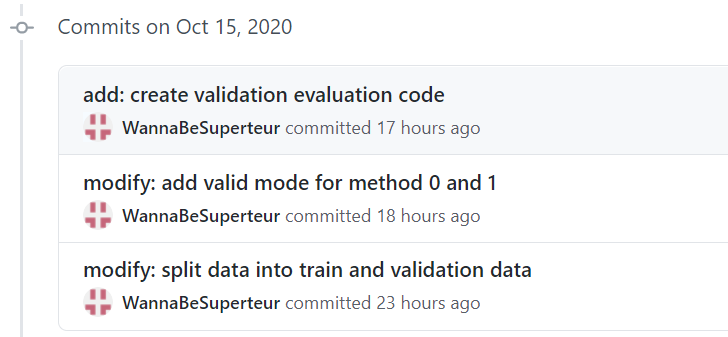 Commits on Oct 15, 2020
add: create validation evaluation code
WannaBeSuperteur committed 17 hours ago
modify: add valid mode for method 0 and 1
WannaBeSuperteur committed 18 hours ago
modify: split data into train and validation data
WannaBeSuperteur committed 23 hours ago